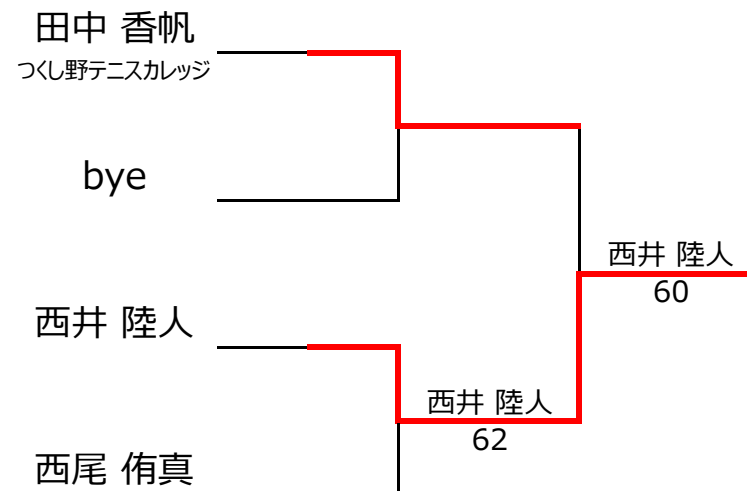 田中 香帆
つくし野テニスカレッジ
bye
西井 陸人
60
西井 陸人
西井 陸人
62
西尾 侑真